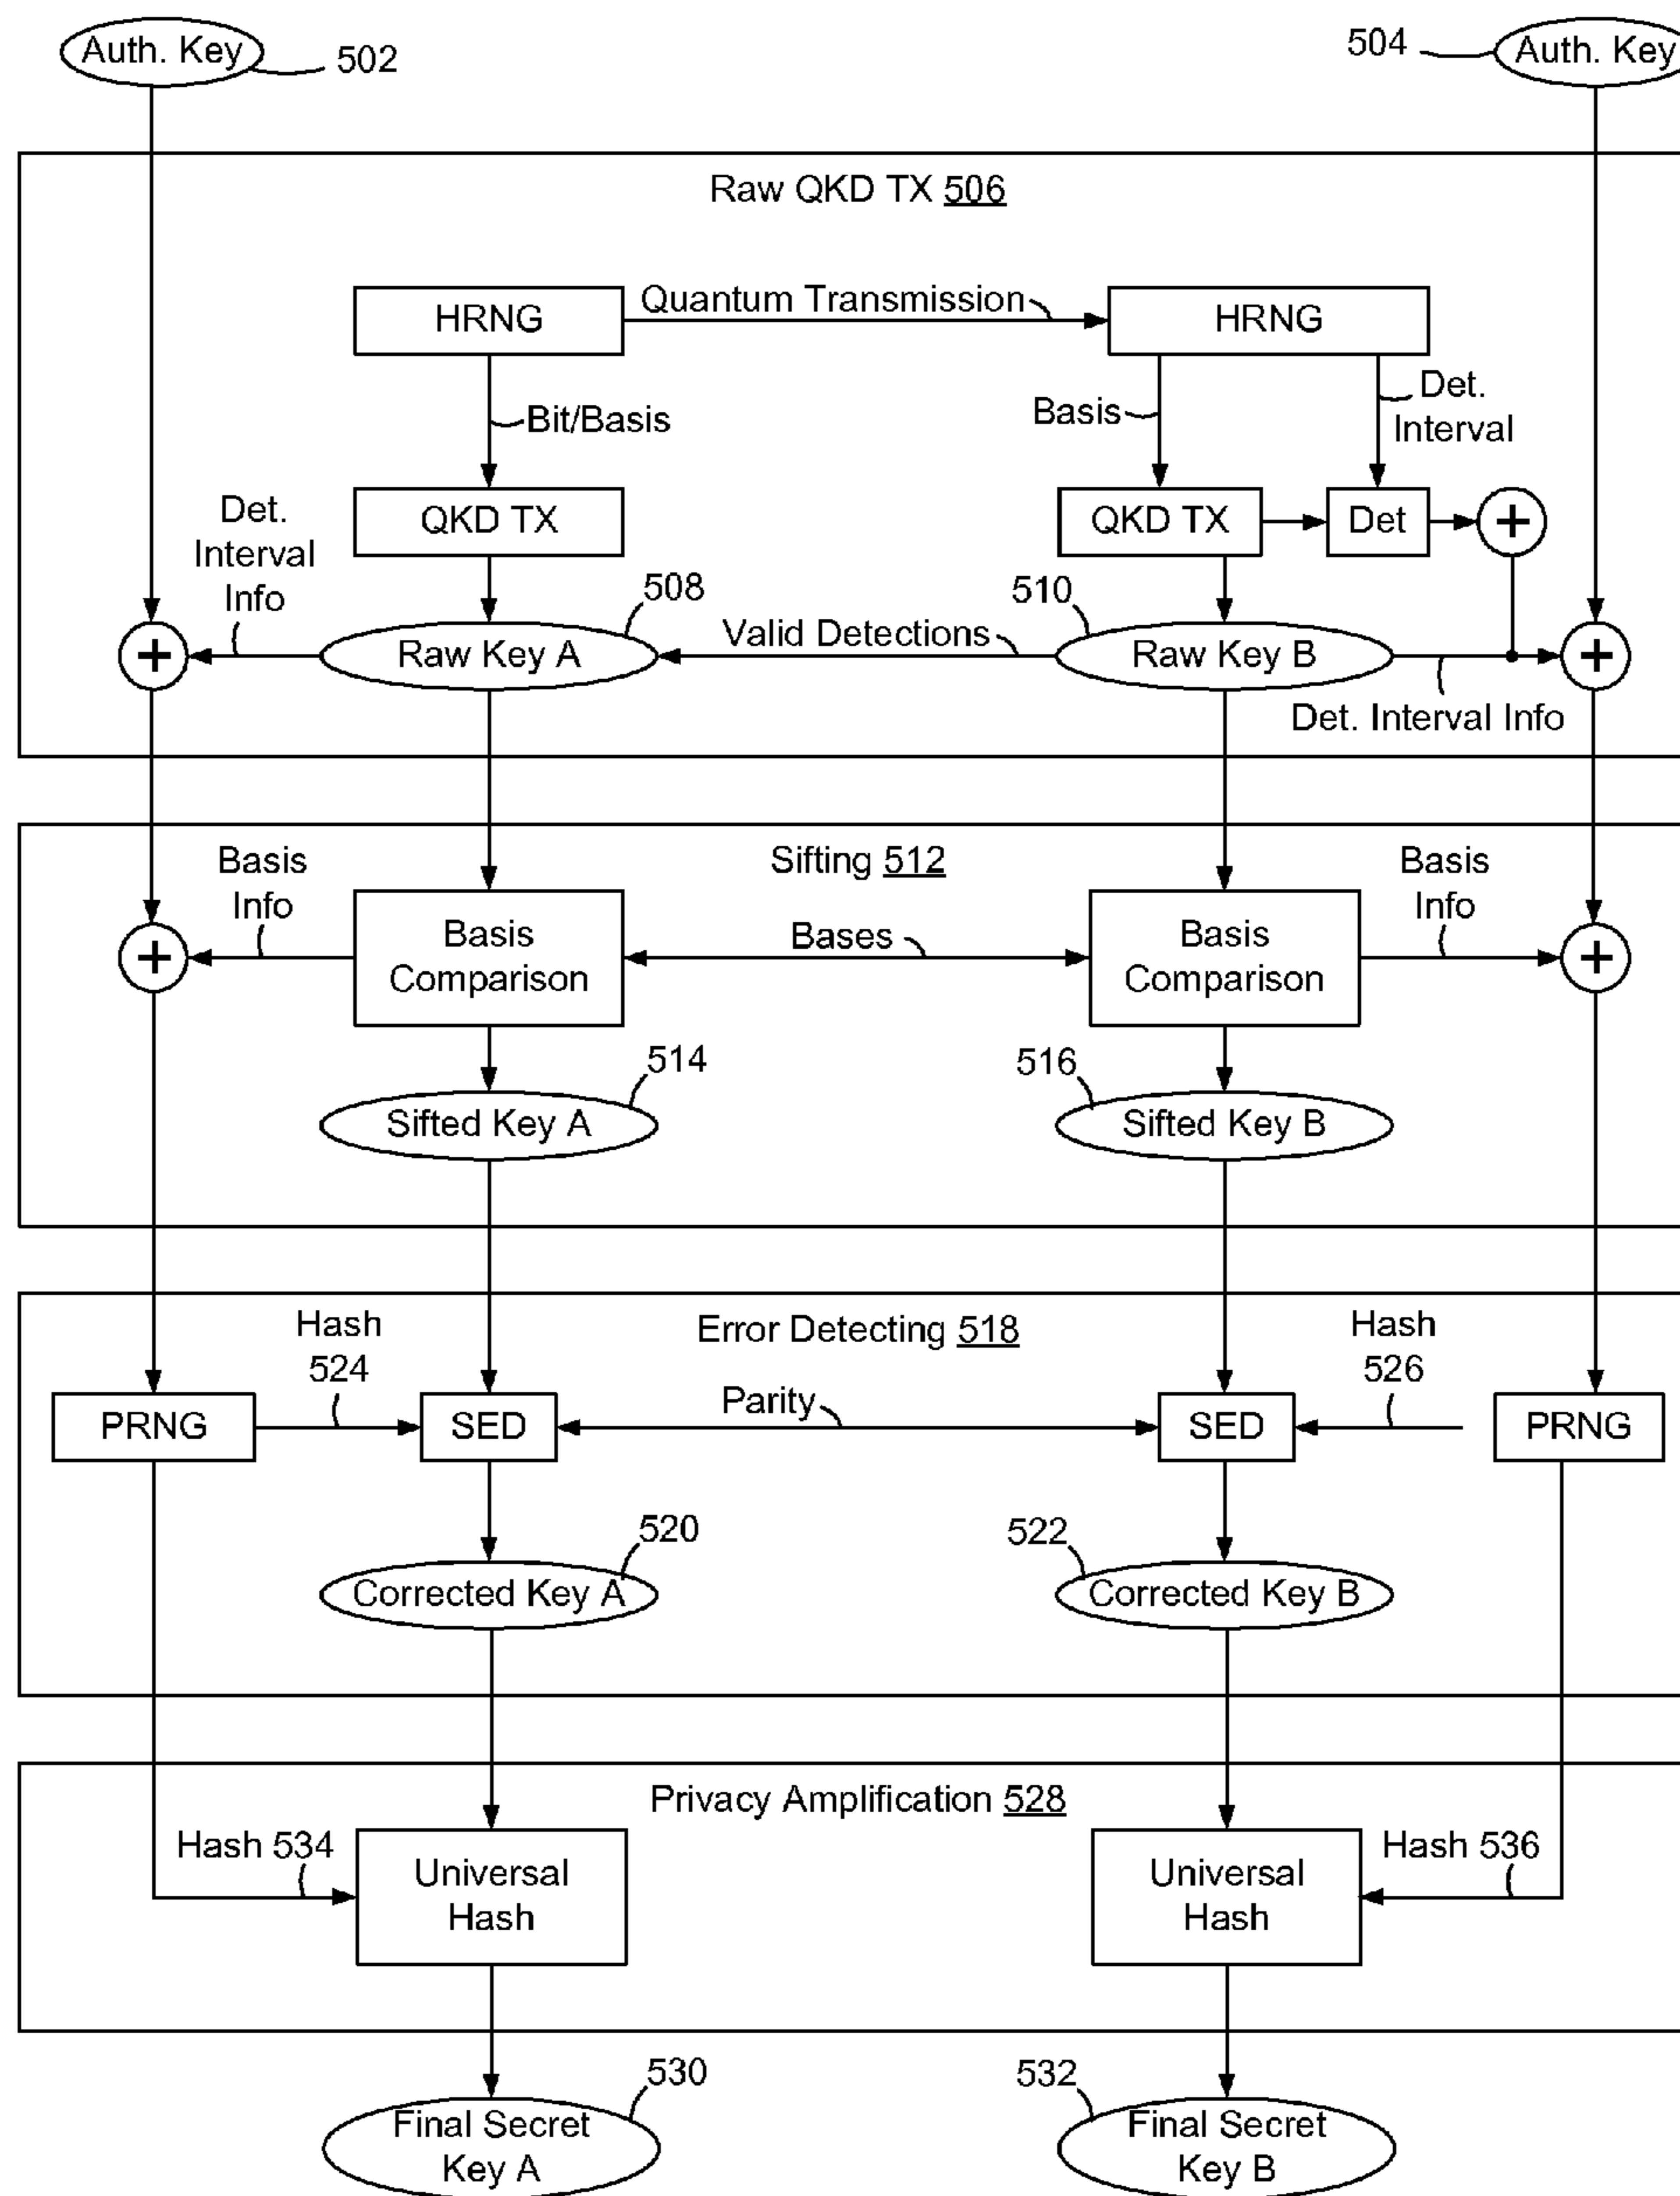 Auth. Key
502
504
Auth. Key
Raw QKD TX 506
HRNG
Quantum Transmission
HRNG
Bit/Basis
Basis
Det.
Interval
Det.
Interval
Info
QKD TX
QKD TX
Det
+
508
510
+
Raw Key A
Valid Detections
Raw Key B
+
Det. Interval Info
Sifting 512
Basis
Info
Basis
Info
+
Basis
Comparison
Bases
Basis
Comparison
+
514
516
Sifted Key A
Sifted Key B
Error Detecting 518
Hash
524
Hash
526
PRNG
SED
Parity
SED
PRNG
520
522
Corrected Key A
Corrected Key B
Privacy Amplification 528
Hash 534
Universal
Hash
Universal
Hash
Hash 536
530
532
Final Secret
Key A
Final Secret
Key B